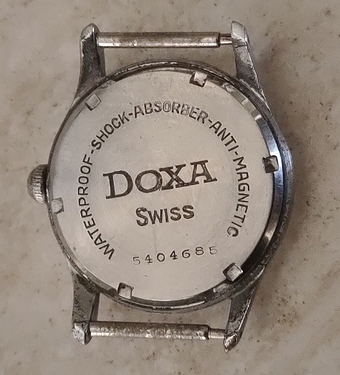 WATERPROOF·SHOCK-ABSORBER-ANTI-MAGNETIC
DOXA
SWISS
5404685